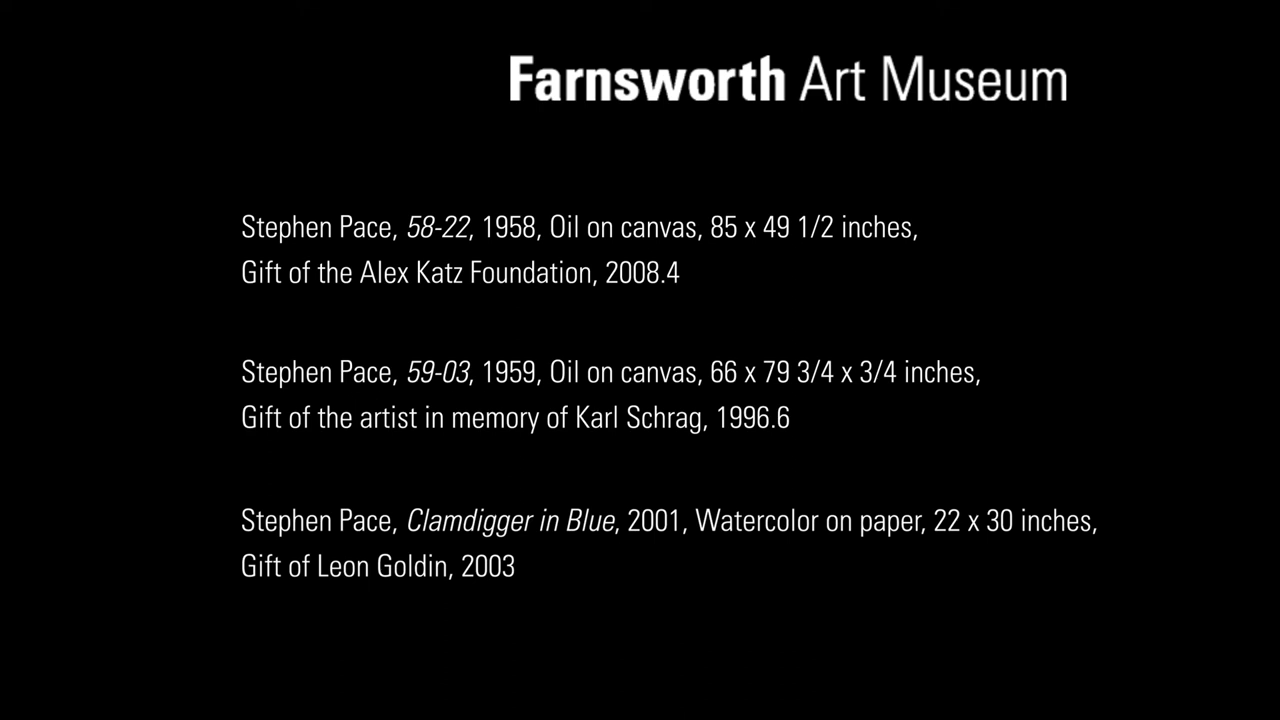 Farnsworth Art Museum
Stephen Pace, 58-22, 1958, Oil on canvas, 85 x 49 1/2 inches,
Gift of the Alex Katz Foundation, 2008.4
Stephen Pace, 59-03, 1959, Oil on canvas, 66 x 79 3/4 x 3/4 inches,
Gift of the artist in memory of Karl Schrag, 1996.6
Stephen Pace, Clamdigger in Blue, 2001, Watercolor on paper, 22 x 30 inches,
Gift of Leon Goldin, 2003